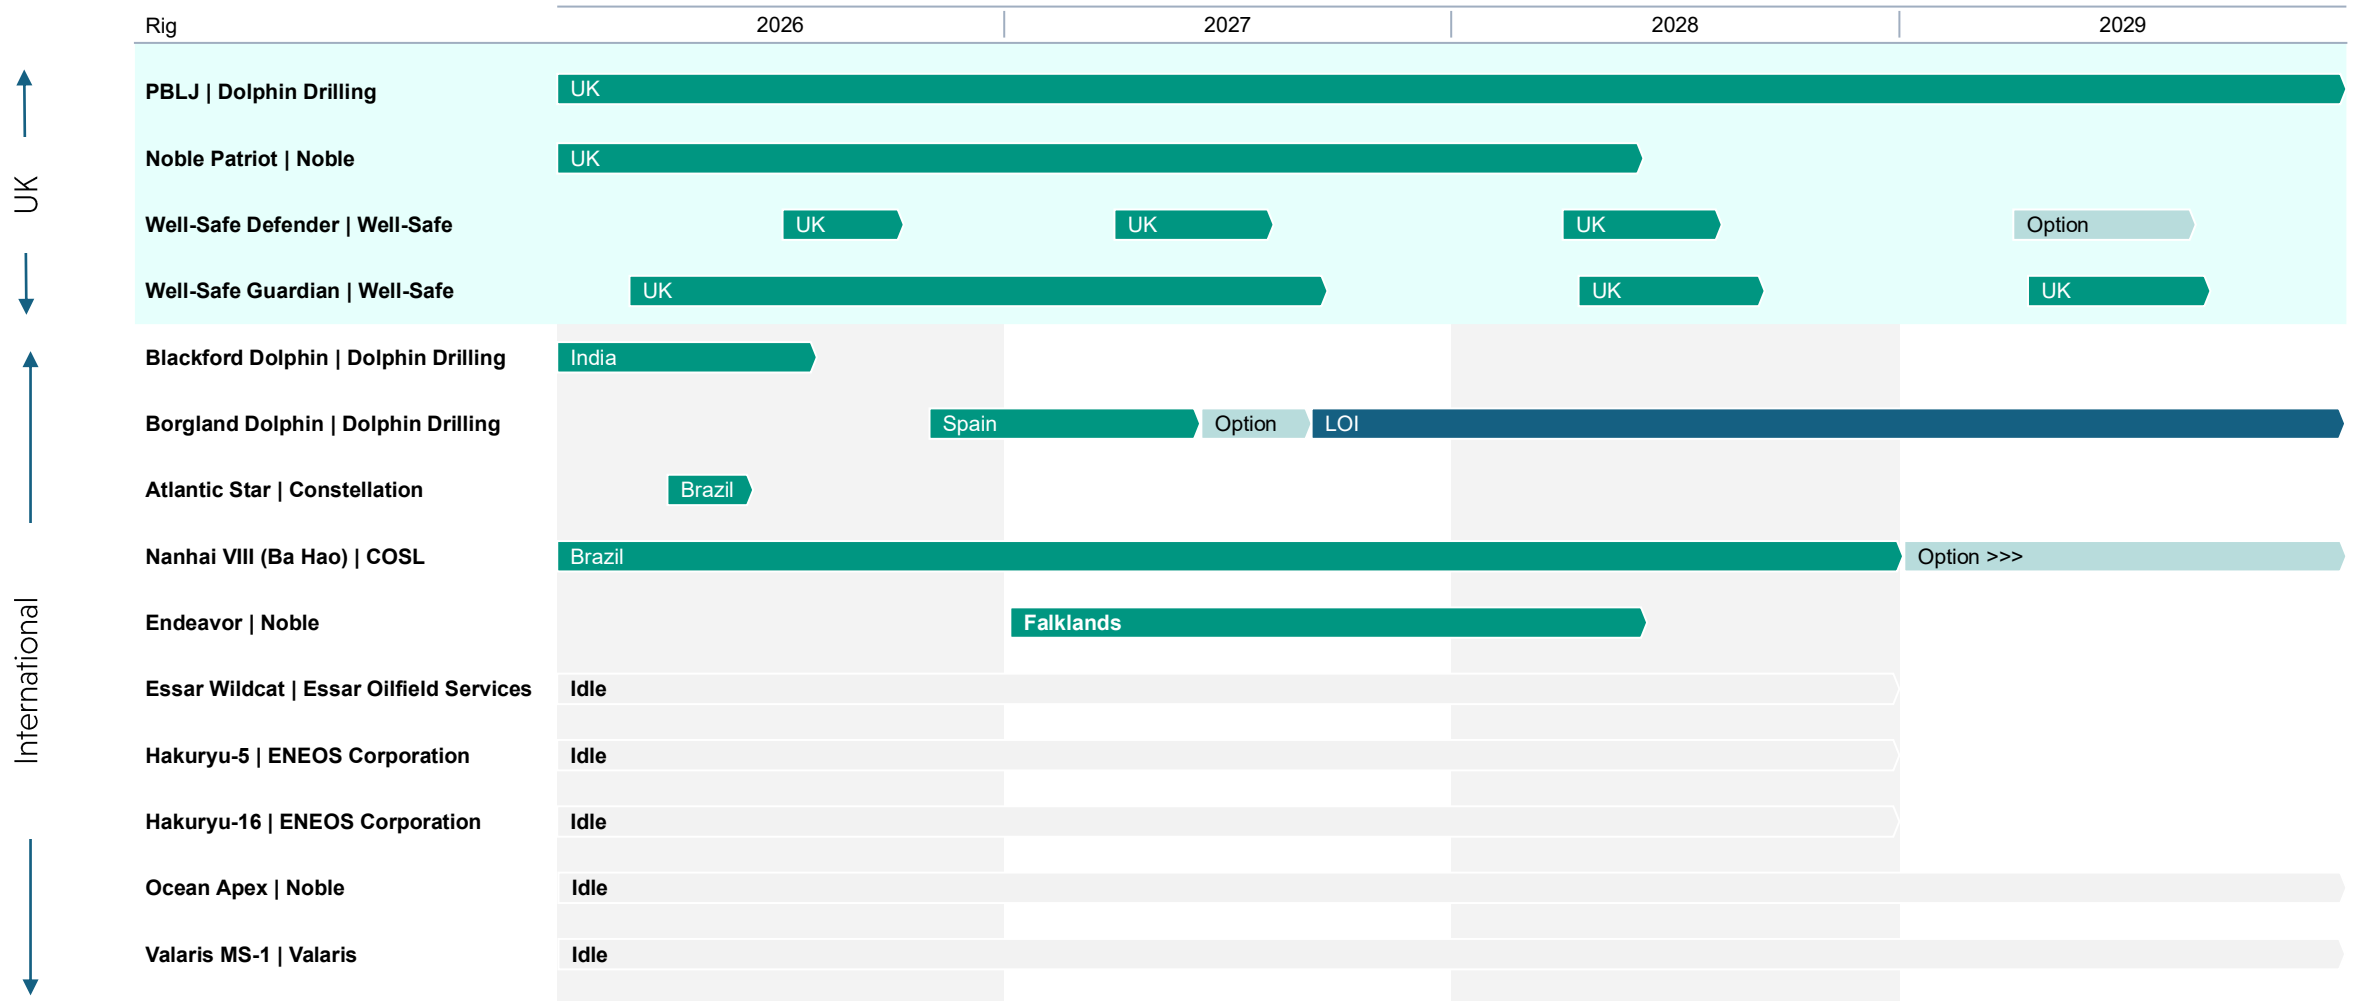 Rig 2026 2027 2028 2029
UK
PBLJ | Dolphin Drilling UK
Noble Patriot | Noble UK
Well-Safe Defender | Well-Safe UK UK UK Option
Well-Safe Guardian | Well-Safe UK UK UK
International
Blackford Dolphin | Dolphin Drilling India
Borgland Dolphin | Dolphin Drilling Spain Option LOI
Atlantic Star | Constellation Brazil
Nanhai VIII (Ba Hao) | COSL Brazil Option >>>
Endeavor | Noble Falklands
Essar Wildcat | Essar Oilfield Services Idle
Hakuryu-5 | ENEOS Corporation Idle
Hakuryu-16 | ENEOS Corporation Idle
Ocean Apex | Noble Idle
Valaris MS-1 | Valaris Idle